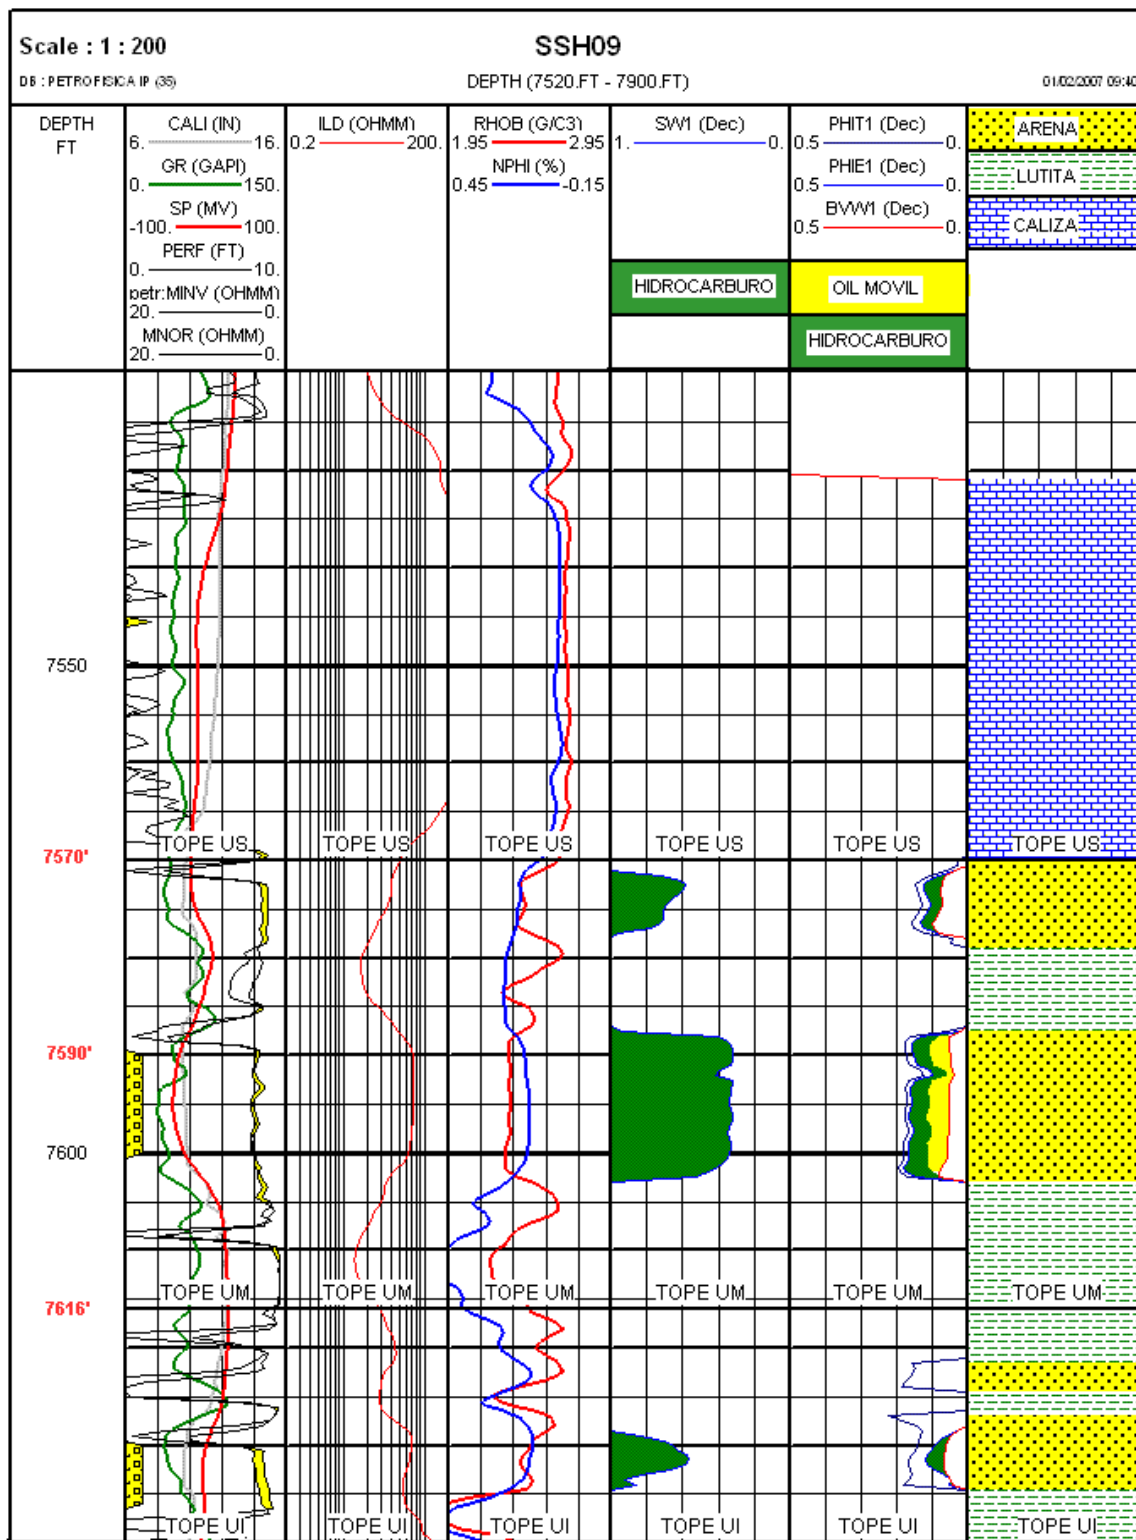 Scale : 1 : 200
SSH09
DB : PETROFISICA IP (35)
DEPTH (7520.FT - 7900.FT)
01/02/2007 09:40
DEPTH
FT
CALI (IN)
6. 16.
GR (GAPI)
0. 150.
SP (MV)
-100. 100.
PERF (FT)
0. 10.
petr:MINV (OHMM)
20. 0.
MNOR (OHMM)
20. 0.
ILD (OHMM)
0.2 200.
RHOB (G/C3)
1.95 2.95
NPHI (%)
0.45 -0.15
SW1 (Dec)
1. 0.
HIDROCARBURO
PHIT1 (Dec)
0.5 0.
PHIE1 (Dec)
0.5 0.
BVW1 (Dec)
0.5 0.
OIL MOVIL
HIDROCARBURO
ARENA
LUTITA
CALIZA
7550
TOPE US TOPE US TOPE US TOPE US TOPE US TOPE US
7570'
7590'
7600
TOPE UM TOPE UM TOPE UM TOPE UM TOPE UM TOPE UM
7616'
TOPE UI TOPE UI TOPE UI TOPE UI TOPE UI TOPE UI